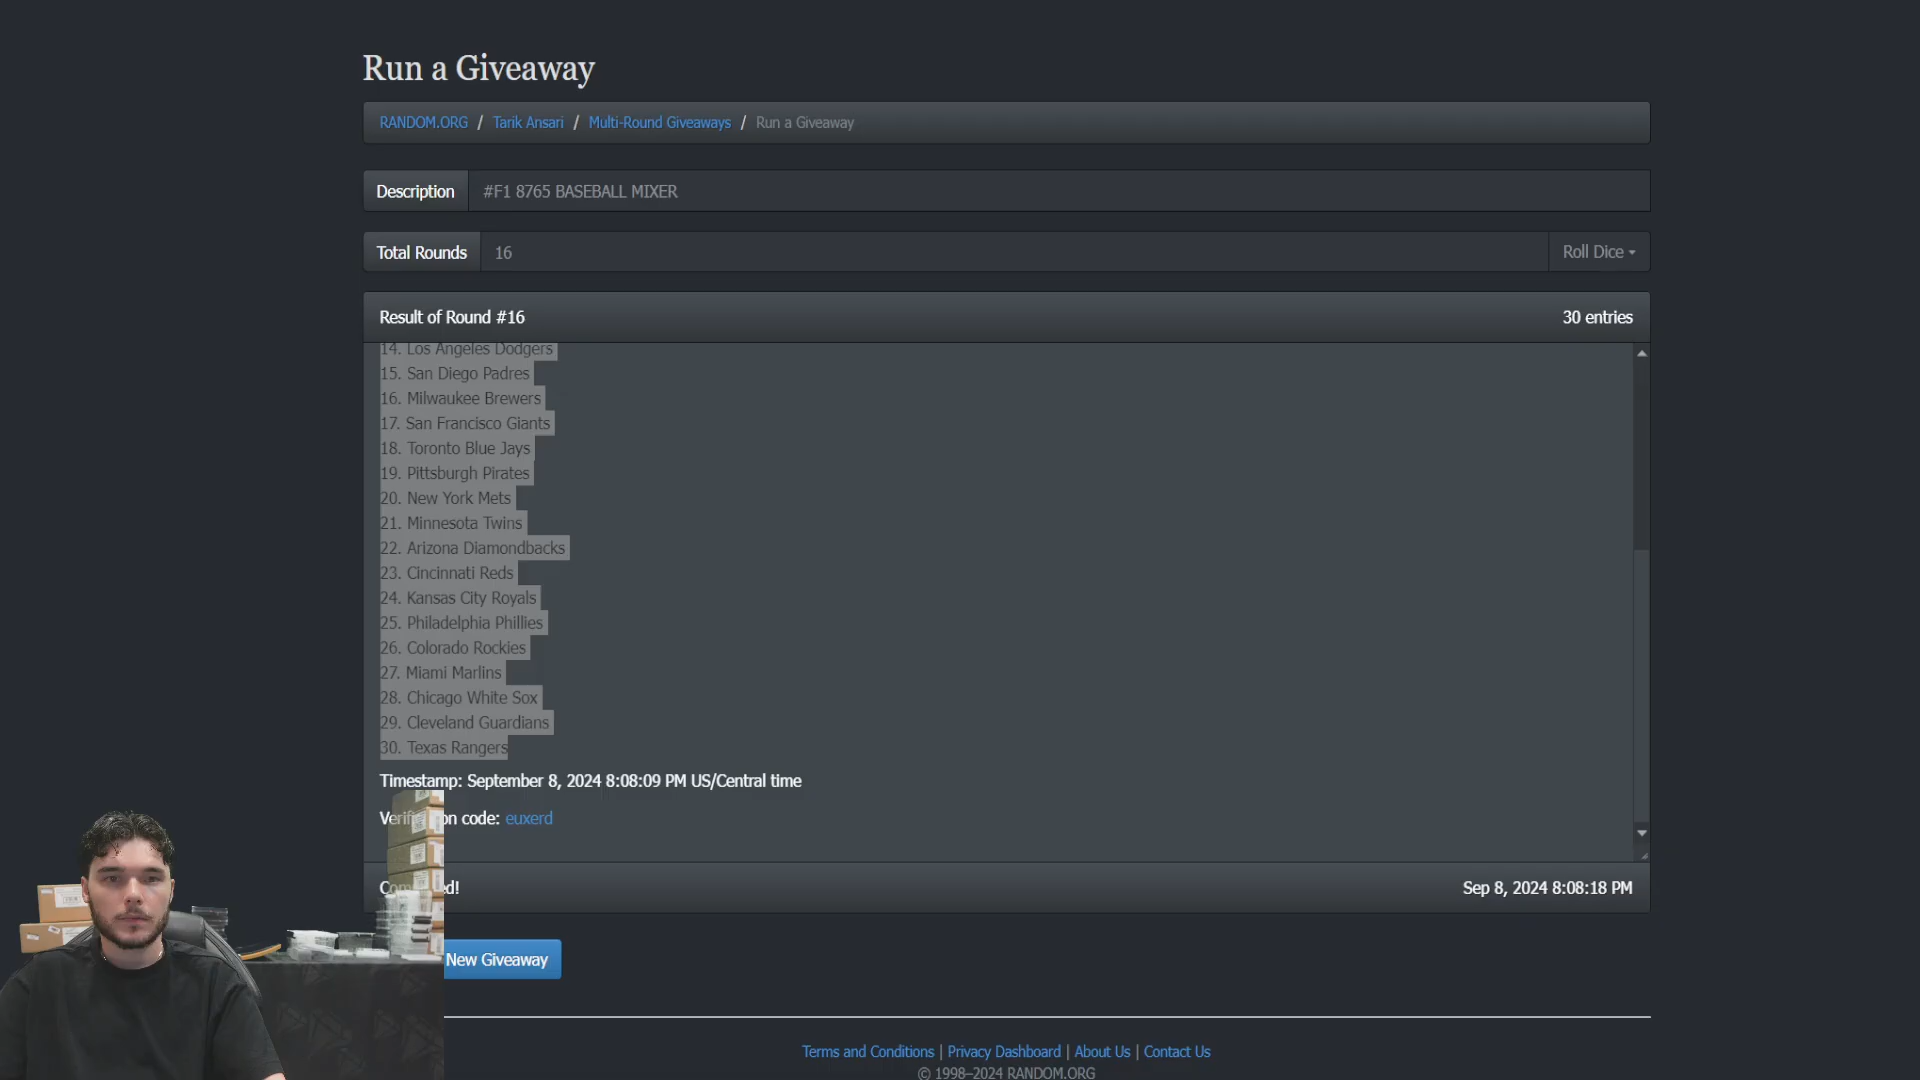 Run a Giveaway
RANDOM.ORG / Tarik Ansari / Multi-Round Giveaways / Run a Giveaway
Description #F1 8765 BASEBALL MIXER
Total Rounds 16 Roll Dice
Result of Round #16 30 entries
14. Los Angeles Dodgers
15. San Diego Padres
16. Milwaukee Brewers
17. San Francisco Giants
18. Toronto Blue Jays
19. Pittsburgh Pirates
20. New York Mets
21. Minnesota Twins
22. Arizona Diamondbacks
23. Cincinnati Reds
24. Kansas City Royals
25. Philadelphia Phillies
26. Colorado Rockies
27. Miami Marlins
28. Chicago White Sox
29. Cleveland Guardians
30. Texas Rangers
Timestamp: September 8, 2024 8:08:09 PM US/Central time
code: euxerd
Sep 8, 2024 8:08:18 PM
New Giveaway
Terms and Conditions | Privacy Dashboard | About Us | Contact Us
© 1998–2024 RANDOM.ORG